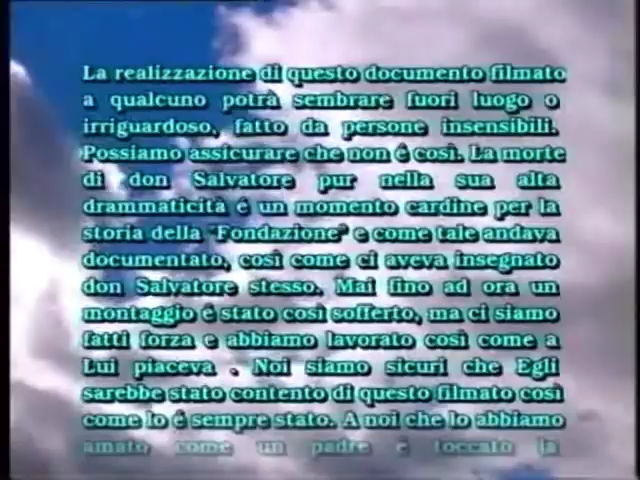 La realizzazione di questo documento filmato
a qualcuno potrà sembrare fuori luogo o
irriguardoso, fatto da persone insensibili.
Possiamo assicurare che non é così. La morte
di don Salvatore pur nella sua alta
drammaticità é un momento cardine per la
storia della "Fondazione" e come tale andava
documentato, così come ci aveva insegnato
don Salvatore stesso. Mai fino ad ora un
montaggio é stato così sofferto, ma ci siamo
fatti forza e abbiamo lavorato così come a
Lui piaceva . Noi siamo sicuri che Egli
sarebbe stato contento di questo filmato così
come lo é sempre stato. A noi che lo abbiamo
amato come un padre é toccato la